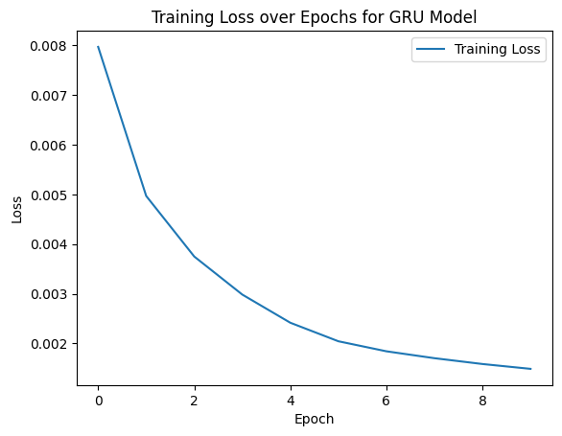 Training Loss over Epochs for GRU Model
Training Loss
0.008
0.007
0.006
0.005
0.004
0.003
0.002
Loss
0 2 4 6 8
Epoch